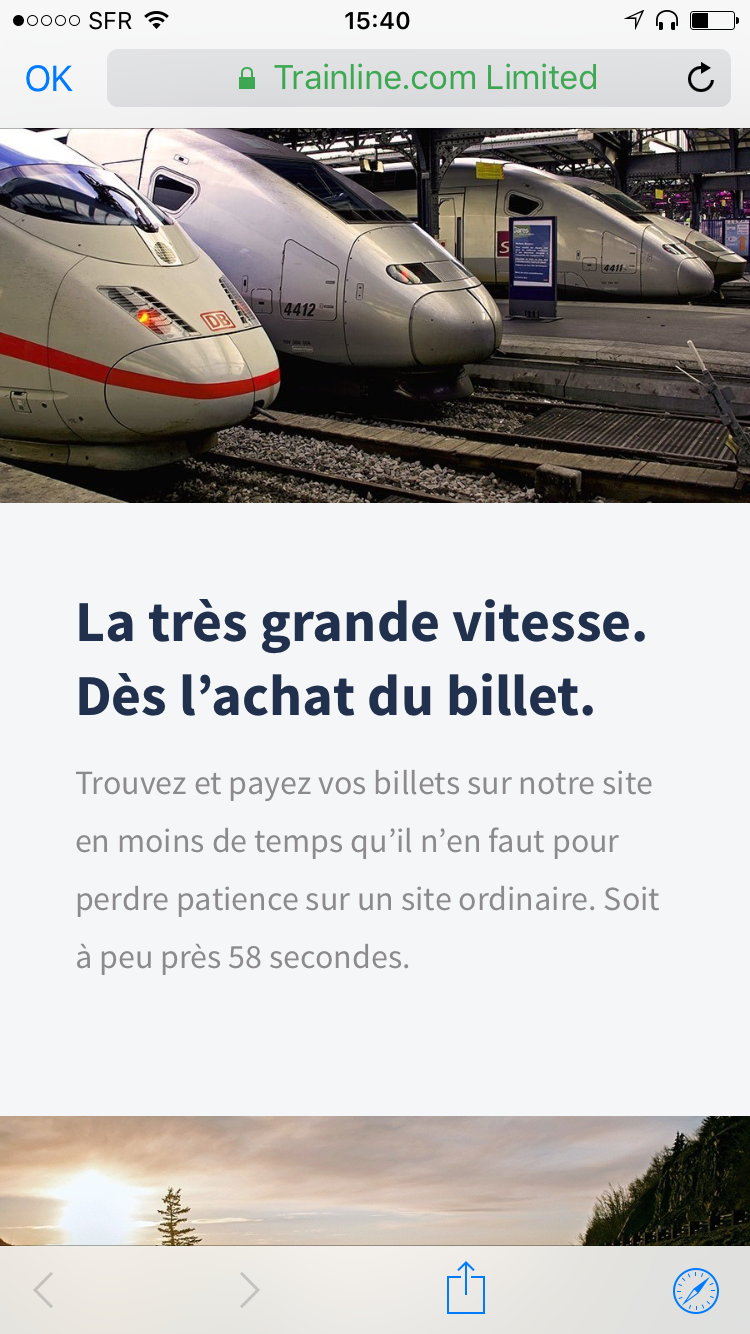 SFR 15:40
OK Trainline.com Limited
DB
4412
4411
La très grande vitesse.
Dès l’achat du billet.
Trouvez et payez vos billets sur notre site
en moins de temps qu’il n’en faut pour
perdre patience sur un site ordinaire. Soit
à peu près 58 secondes.